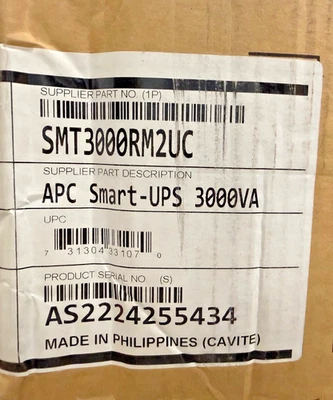 SUPPLIER PART NO. (1P)
SMT3000RM2UC
SUPPLIER PART DESCRIPTION
APC Smart-UPS 3000VA
UPC
7 31304 33107 0
PRODUCT SERIAL NO. (S)
AS2224255434
MADE IN PHILIPPINES (CAVITE)